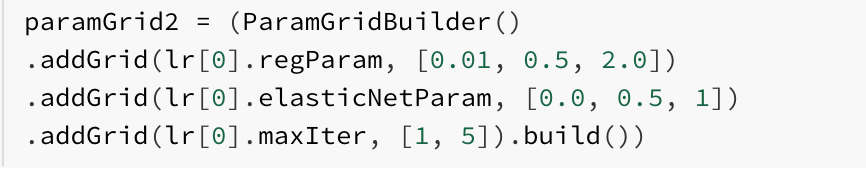 paramGrid2 = (ParamGridBuilder()
.addGrid(lr[0].regParam, [0.01, 0.5, 2.0])
.addGrid(lr[0].elasticNetParam, [0.0, 0.5, 1])
.addGrid(lr[0].maxIter, [1, 5]).build())